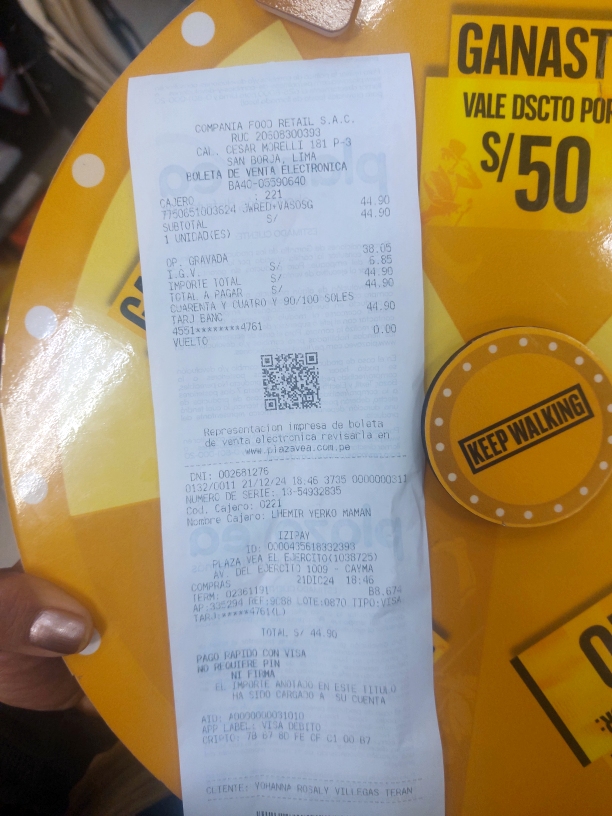 GANAST
VALE DSCTO POR
S/50
KEEP WALKING
COMPANIA FOOD RETAIL S.A.C.
RUC 20608300393
CAL. CESAR MORELLI 181 P-3
SAN BORJA, LIMA
BOLETA DE VENTA ELECTRONICA
BA4C-03590640
CAJERO : 221
7750651003624 JWRED+VASOSG 44.90
SUBTOTAL S/ 44.90
1 UNIDAD(ES)
OP. GRAVADA 38.05
I.G.V. S/ 6.85
IMPORTE TOTAL S/ 44.90
TOTAL A PAGAR S/ 44.90
CUARENTA Y CUATRO Y 90/100 SOLES
TARJ BANC 44.90
4551********4761
VUELTO 0.00
Representacion impresa de boleta
de venta electronica revisarla en
www.plazavea.com.pe
DNI: 002681276
0132/0011 21/12/24 18:46 3735 0000000311
NUMERO DE SERIE: 13-54932835
Cod. Cajero: 0221
Nombre Cajero: LHEMIR YERKO MAMAN
IZIPAY
ID: 0000435618332393
PLAZA VEA EL EJERCITO(1038725)
AV. DEL EJERCITO 1009 - CAYMA
COMPRAS 21DIC24 18:46
TERM: 02361191 B8.674
AP:335294 REF:9C88 LOTE:0870 TIPO:VISA
TARJ:*****4761(L)
TOTAL S/ 44.90
PAGO RAPIDO CON VISA
NO REQUIERE PIN
NI FIRMA
EL IMPORTE ANOTADO EN ESTE TITULO
HA SIDO CARGADO A SU CUENTA
AID: A0000000031010
APP LABEL: VISA DEBITO
CRIPTO: 78 67 8D FE CF C1 00 67
CLIENTE: YOHANNA ROSALY VILLEGAS TERAN